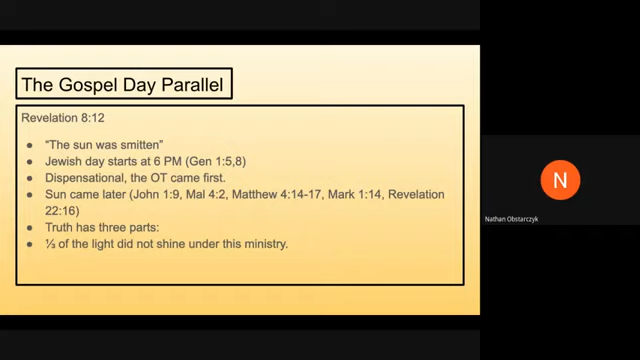 The Gospel Day Parallel
Revelation 8:12
● "The sun was smitten"
● Jewish day starts at 6 PM (Gen 1:5,8)
● Dispensational, the OT came first.
● Sun came later (John 1:9, Mal 4:2, Matthew 4:14-17, Mark 1:14, Revelation
22:16)
● Truth has three parts:
● ⅓ of the light did not shine under this ministry.
N
Nathan Obstarczyk